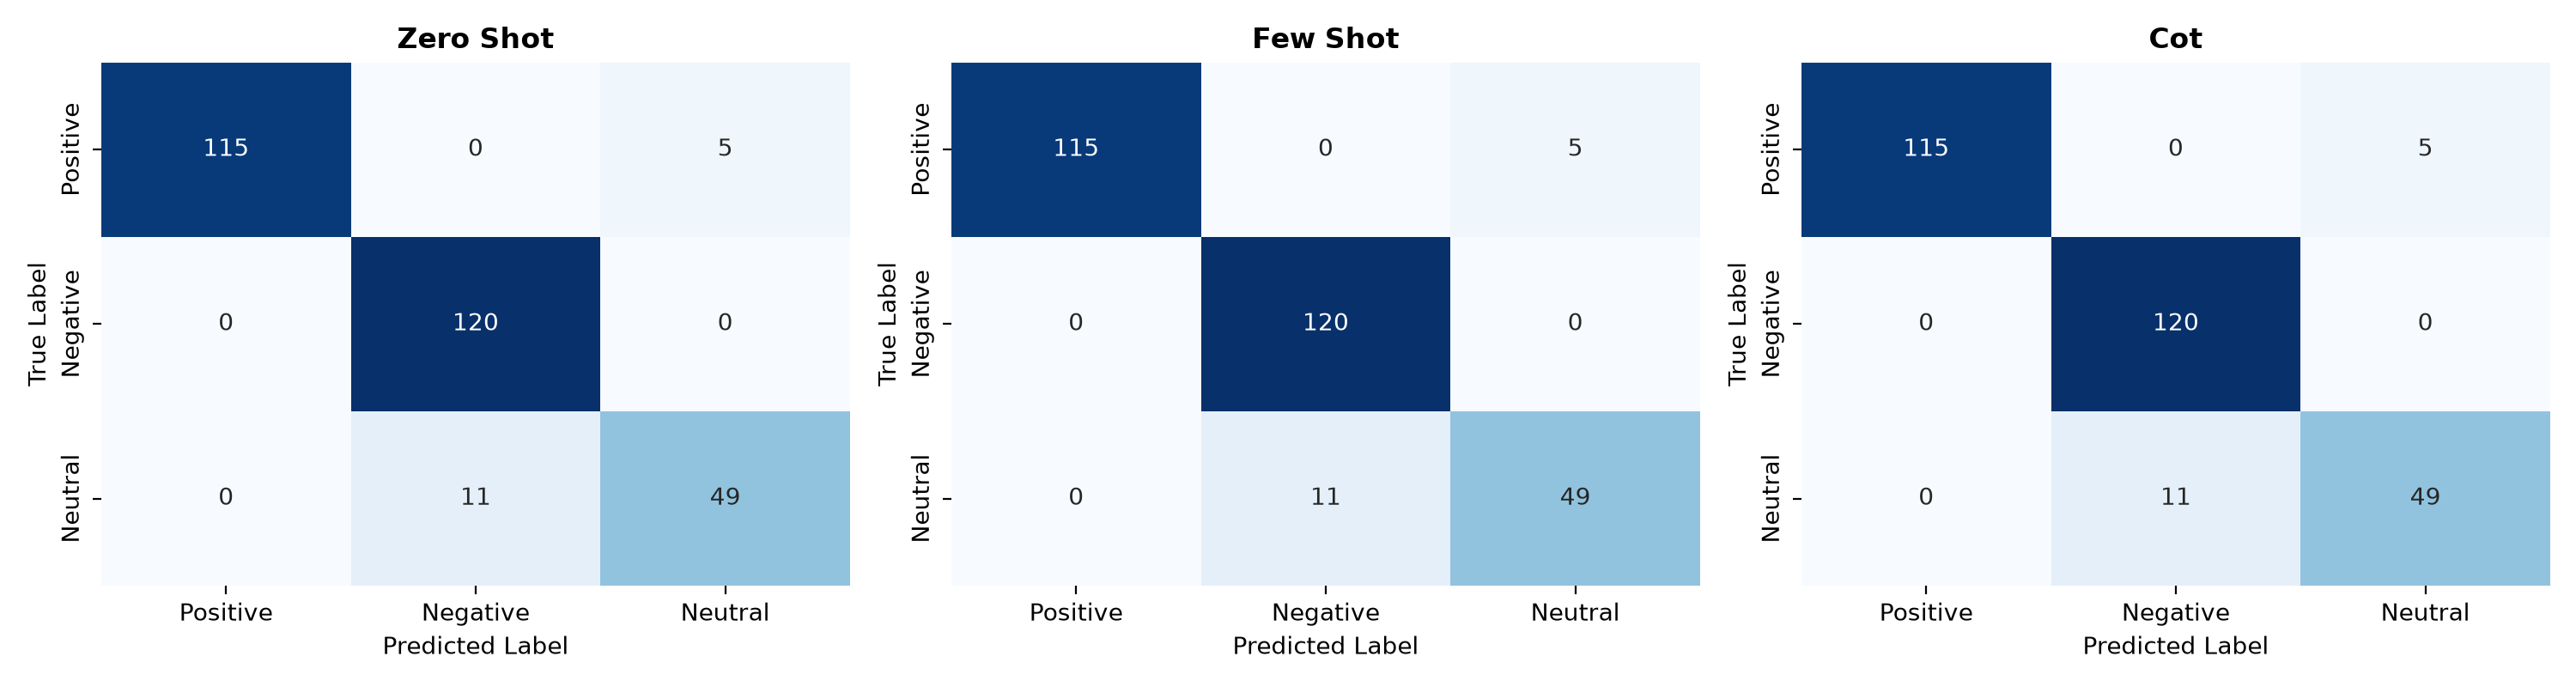 Zero Shot
True Label
Positive
Negative
Neutral
115 0 5
0 120 0
0 11 49
Positive Negative Neutral
Predicted Label
Few Shot
True Label
Positive
Negative
Neutral
115 0 5
0 120 0
0 11 49
Positive Negative Neutral
Predicted Label
Cot
True Label
Positive
Negative
Neutral
115 0 5
0 120 0
0 11 49
Positive Negative Neutral
Predicted Label